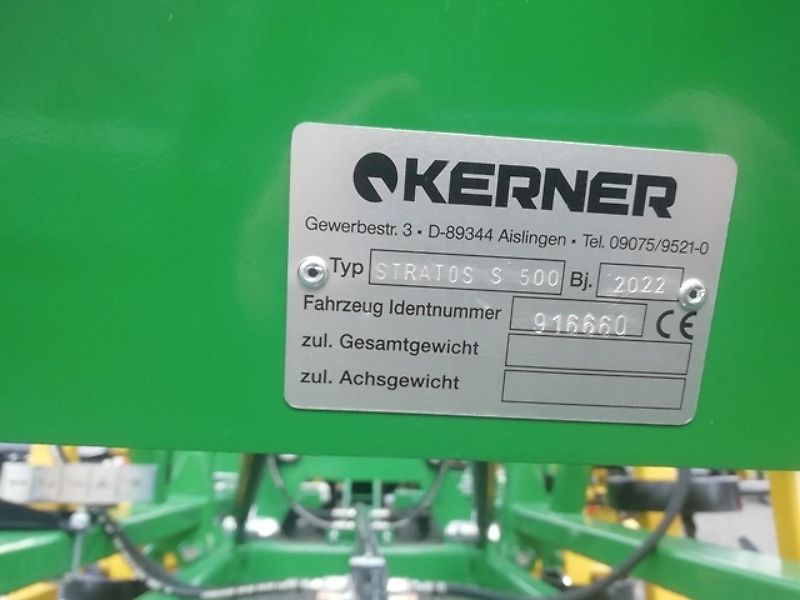 KERNER
Gewerbestr. 3 • D-89344 Aislingen • Tel. 09075/9521-0
Typ STRATOS S 500 Bj. 2022
Fahrzeug Identnummer 916660 CE
zul. Gesamtgewicht
zul. Achsgewicht